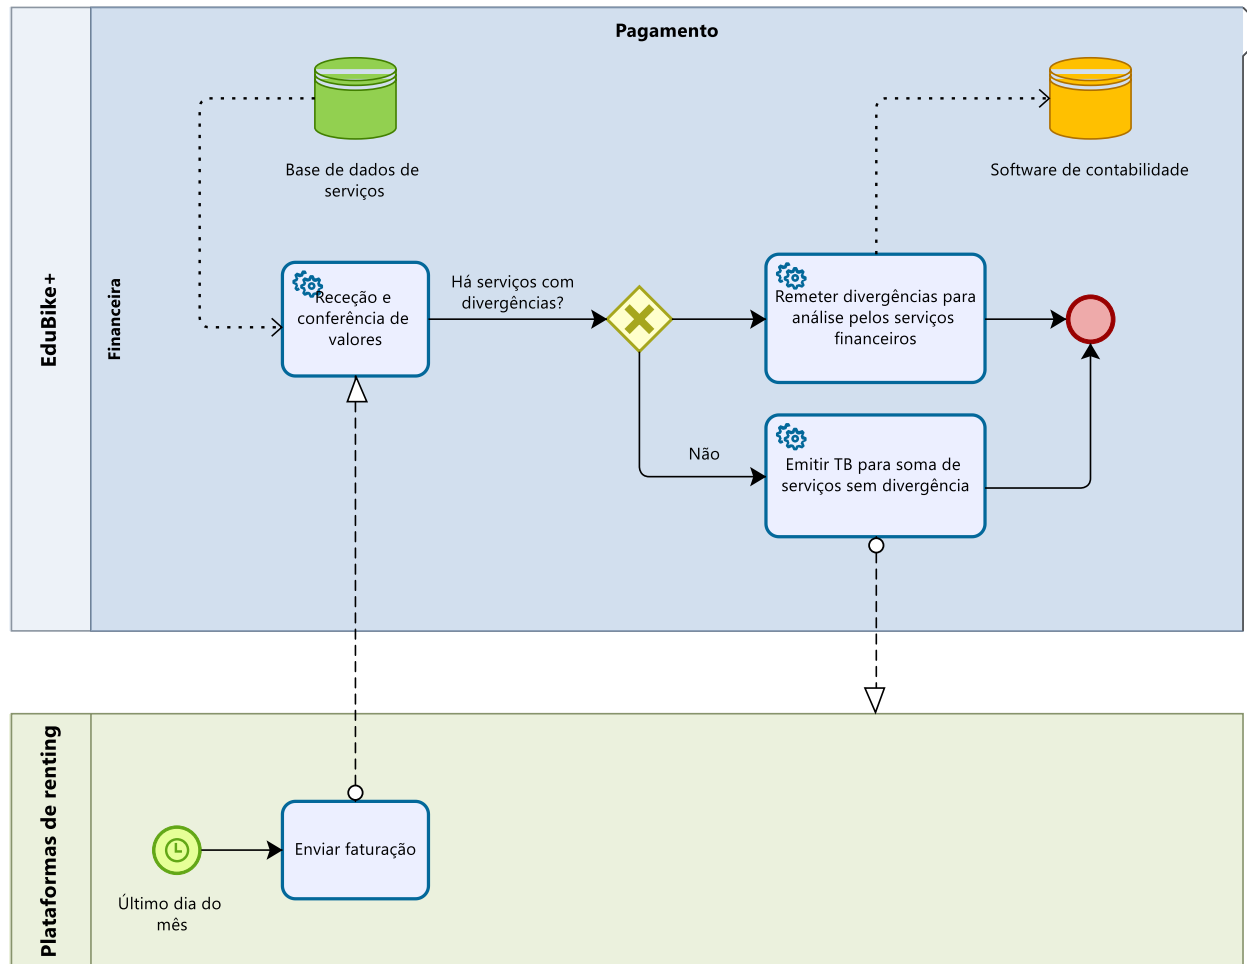 Pagamento
EduBike+
Financeira
Base de dados de
serviços
Software de contabilidade
Receção e
conferência de
valores
Há serviços com
divergências?
Remeter divergências para
análise pelos serviços
financeiros
Não
Emitir TB para soma de
serviços sem divergência
Plataformas de renting
Último dia do
mês
Enviar faturação